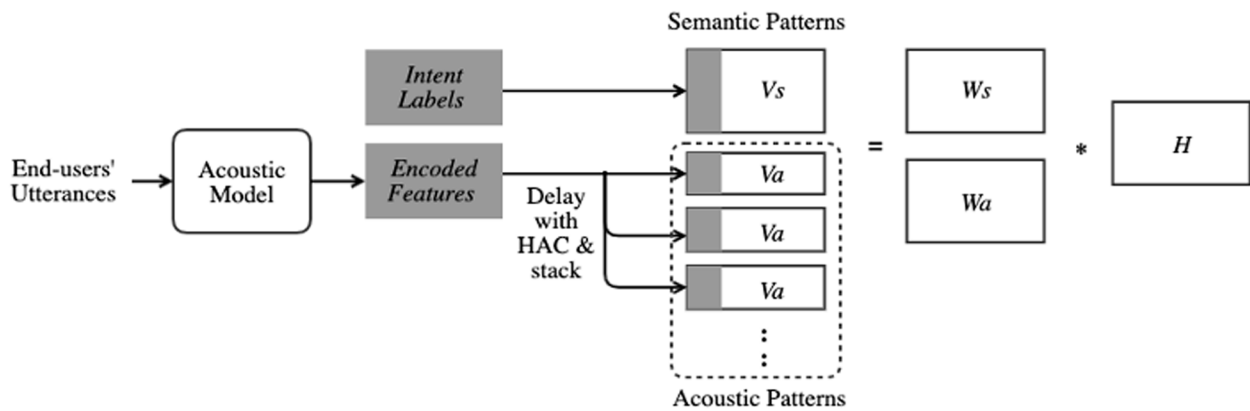 Semantic Patterns
Intent
Labels
Vs
Ws
H
End-users'
Utterances
Acoustic
Model
Encoded
Features
Delay
with
HAC &
stack
Va
Va
Va
=
Wa
*
Acoustic Patterns